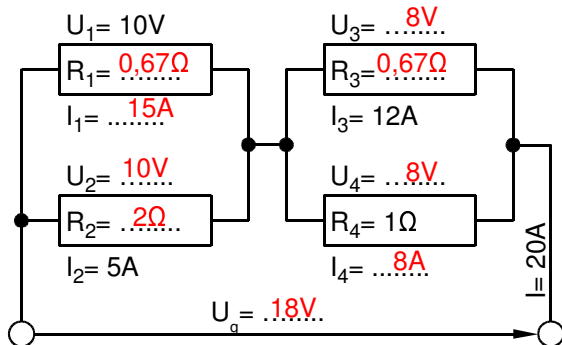 U1= 10V
R1= 0,67Ω
I1= 15A
U2= 10V
R2= 2Ω
I2= 5A
U3= 8V
R3= 0,67Ω
I3= 12A
U4= 8V
R4= 1Ω
I4= 8A
I= 20A
Ug= 18V